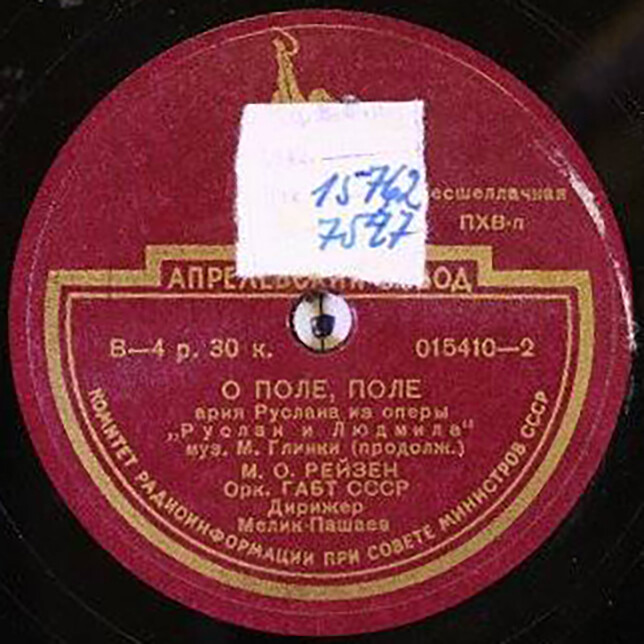 15762
7527
есшеллачная
ПХВ-п
АПРЕЛЕВСКИЙ ЗАВОД
В—4 р. 30 к.
015410—2
О ПОЛЕ, ПОЛЕ
ария Руслана из оперы
„Руслан и Людмила“
муз. М. Глинки (продолж.)
М. О. РЕЙЗЕН
Орк. ГАБТ СССР
Дирижер
Мелик-Пашаев
КОМИТЕТ РАДИОИНФОРМАЦИИ ПРИ СОВЕТЕ МИНИСТРОВ СССР